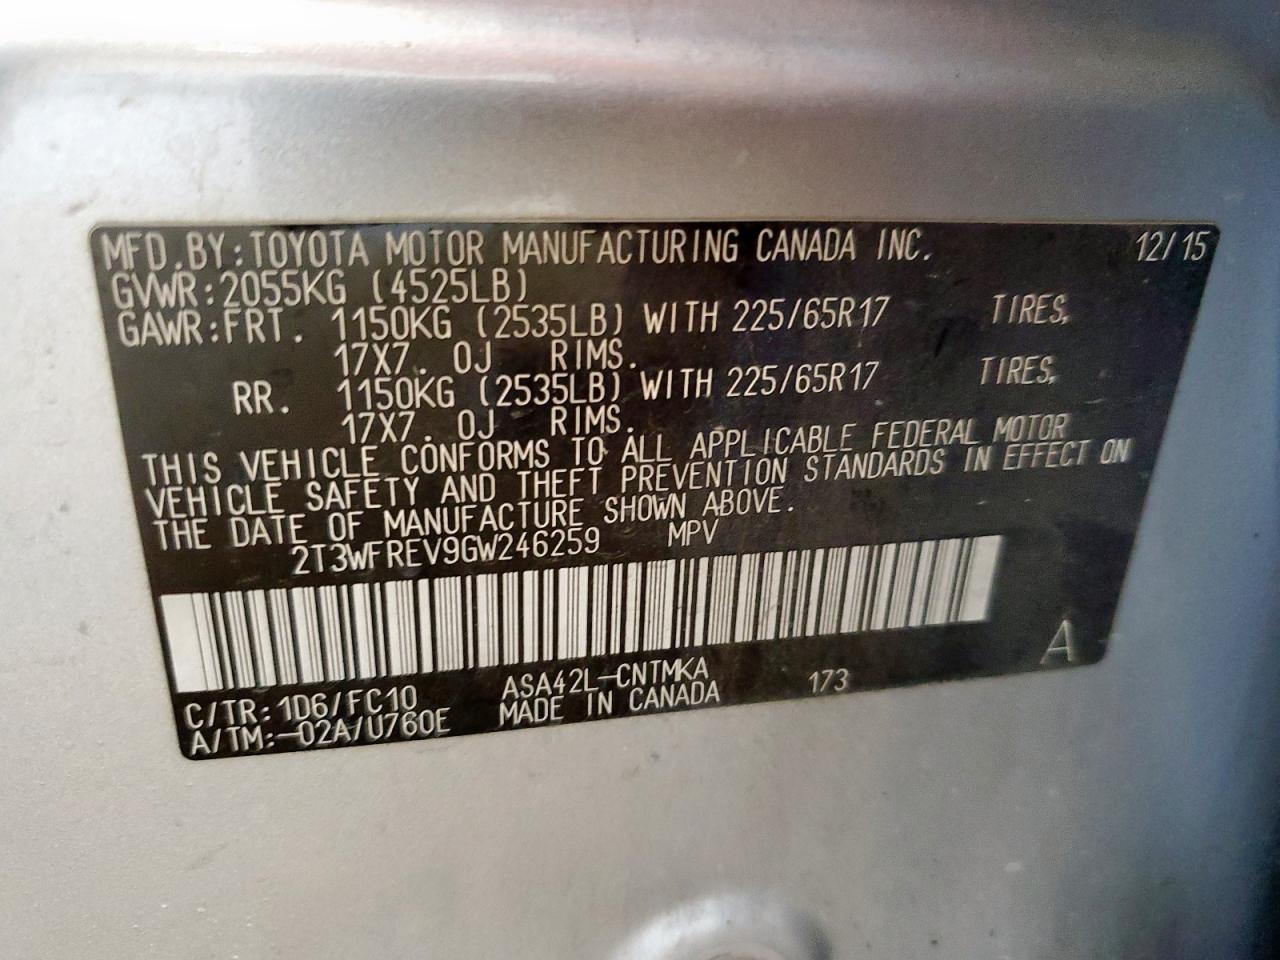 MFD.BY:TOYOTA MOTOR MANUFACTURING CANADA INC. 12/15
GVWR:2055KG (4525LB)
GAWR:FRT. 1150KG (2535LB) WITH 225/65R17 TIRES,
17X7. 0J RIMS.
RR. 1150KG (2535LB) WITH 225/65R17 TIRES,
17X7. 0J RIMS.
THIS VEHICLE CONFORMS TO ALL APPLICABLE FEDERAL MOTOR
VEHICLE SAFETY AND THEFT PREVENTION STANDARDS IN EFFECT ON
THE DATE OF MANUFACTURE SHOWN ABOVE.
2T3WFREV9GW246259 MPV
A
C/TR:1D6/FC10 ASA42L-CNTMKA 173
A/TM:-02A/U760E MADE IN CANADA